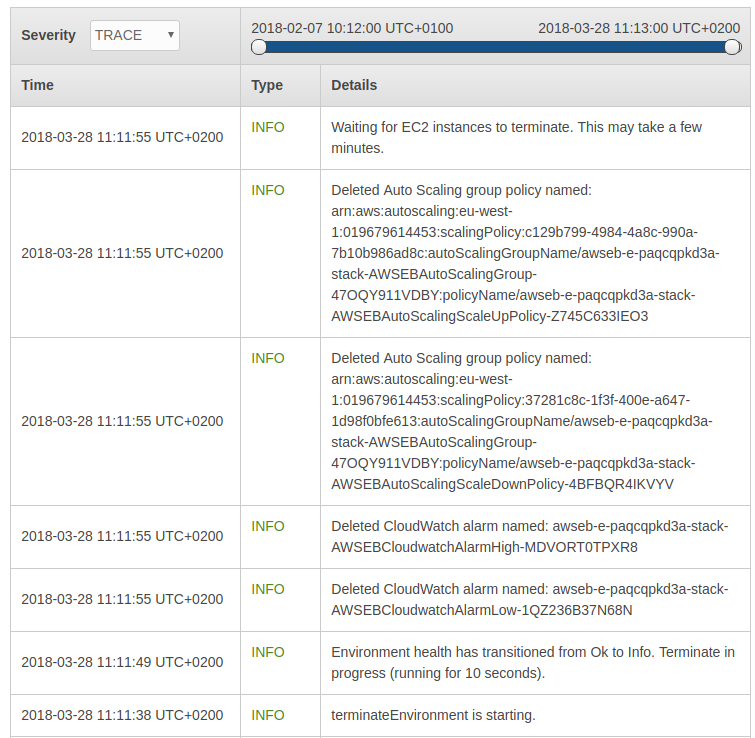 Severity TRACE 2018-02-07 10:12:00 UTC+0100 2018-03-28 11:13:00 UTC+0200
Time Type Details
2018-03-28 11:11:55 UTC+0200 INFO Waiting for EC2 instances to terminate. This may take a few
minutes.
2018-03-28 11:11:55 UTC+0200 INFO Deleted Auto Scaling group policy named:
arn:aws:autoscaling:eu-west-
1:019679614453:scalingPolicy:c129b799-4984-4a8c-990a-
7b10b986ad8c:autoScalingGroupName/awseb-e-paqcqpkd3a-
stack-AWSEBAutoScalingGroup-
47OQY911VDBY:policyName/awseb-e-paqcqpkd3a-stack-
AWSEBAutoScalingScaleUpPolicy-Z745C633IEO3
2018-03-28 11:11:55 UTC+0200 INFO Deleted Auto Scaling group policy named:
arn:aws:autoscaling:eu-west-
1:019679614453:scalingPolicy:37281c8c-1f3f-400e-a647-
1d98f0bfe613:autoScalingGroupName/awseb-e-paqcqpkd3a-
stack-AWSEBAutoScalingGroup-
47OQY911VDBY:policyName/awseb-e-paqcqpkd3a-stack-
AWSEBAutoScalingScaleDownPolicy-4BFBQR4IKVYV
2018-03-28 11:11:55 UTC+0200 INFO Deleted CloudWatch alarm named: awseb-e-paqcqpkd3a-stack-
AWSEBCloudwatchAlarmHigh-MDVORT0TPXR8
2018-03-28 11:11:55 UTC+0200 INFO Deleted CloudWatch alarm named: awseb-e-paqcqpkd3a-stack-
AWSEBCloudwatchAlarmLow-1QZ236B37N68N
2018-03-28 11:11:49 UTC+0200 INFO Environment health has transitioned from Ok to Info. Terminate in
progress (running for 10 seconds).
2018-03-28 11:11:38 UTC+0200 INFO terminateEnvironment is starting.